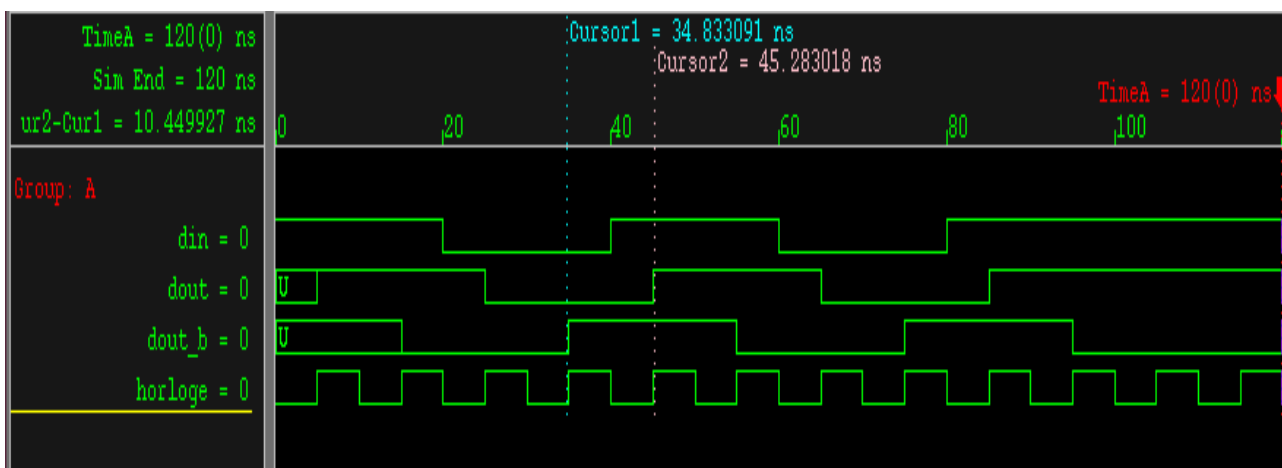 TimeA = 120(0) ns
Sim End = 120 ns
ur2-Cur1 = 10.449927 ns
Cursor1 = 34.833091 ns
Cursor2 = 45.283018 ns
TimeA = 120(0) ns
0 20 40 60 80 100
Group: A
din = 0
dout = 0 U
dout_b = 0 U
horloge = 0